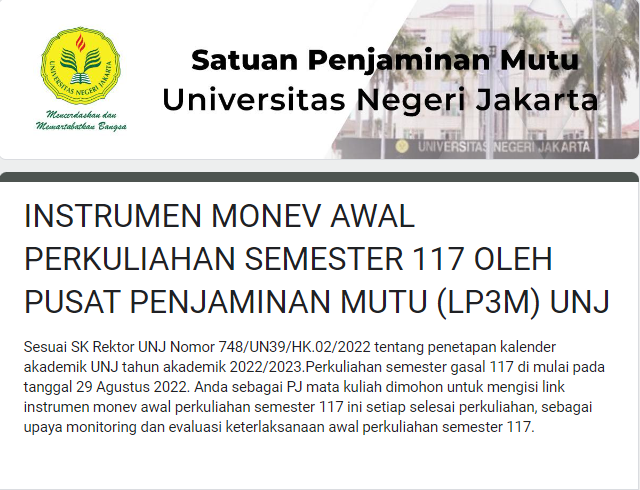 UNIVERSITAS NEGERI JAKARTA
Mencerdaskan dan
Memartabatkan Bangsa
Satuan Penjaminan Mutu
Universitas Negeri Jakarta
UNIVERSITAS NEGERI JAKARTA
INSTRUMEN MONEV AWAL
PERKULIAHAN SEMESTER 117 OLEH
PUSAT PENJAMINAN MUTU (LP3M) UNJ
Sesuai SK Rektor UNJ Nomor 748/UN39/HK.02/2022 tentang penetapan kalender
akademik UNJ tahun akademik 2022/2023.Perkuliahan semester gasal 117 di mulai pada
tanggal 29 Agustus 2022. Anda sebagai PJ mata kuliah dimohon untuk mengisi link
instrumen monev awal perkuliahan semester 117 ini setiap selesai perkuliahan, sebagai
upaya monitoring dan evaluasi keterlaksanaan awal perkuliahan semester 117.